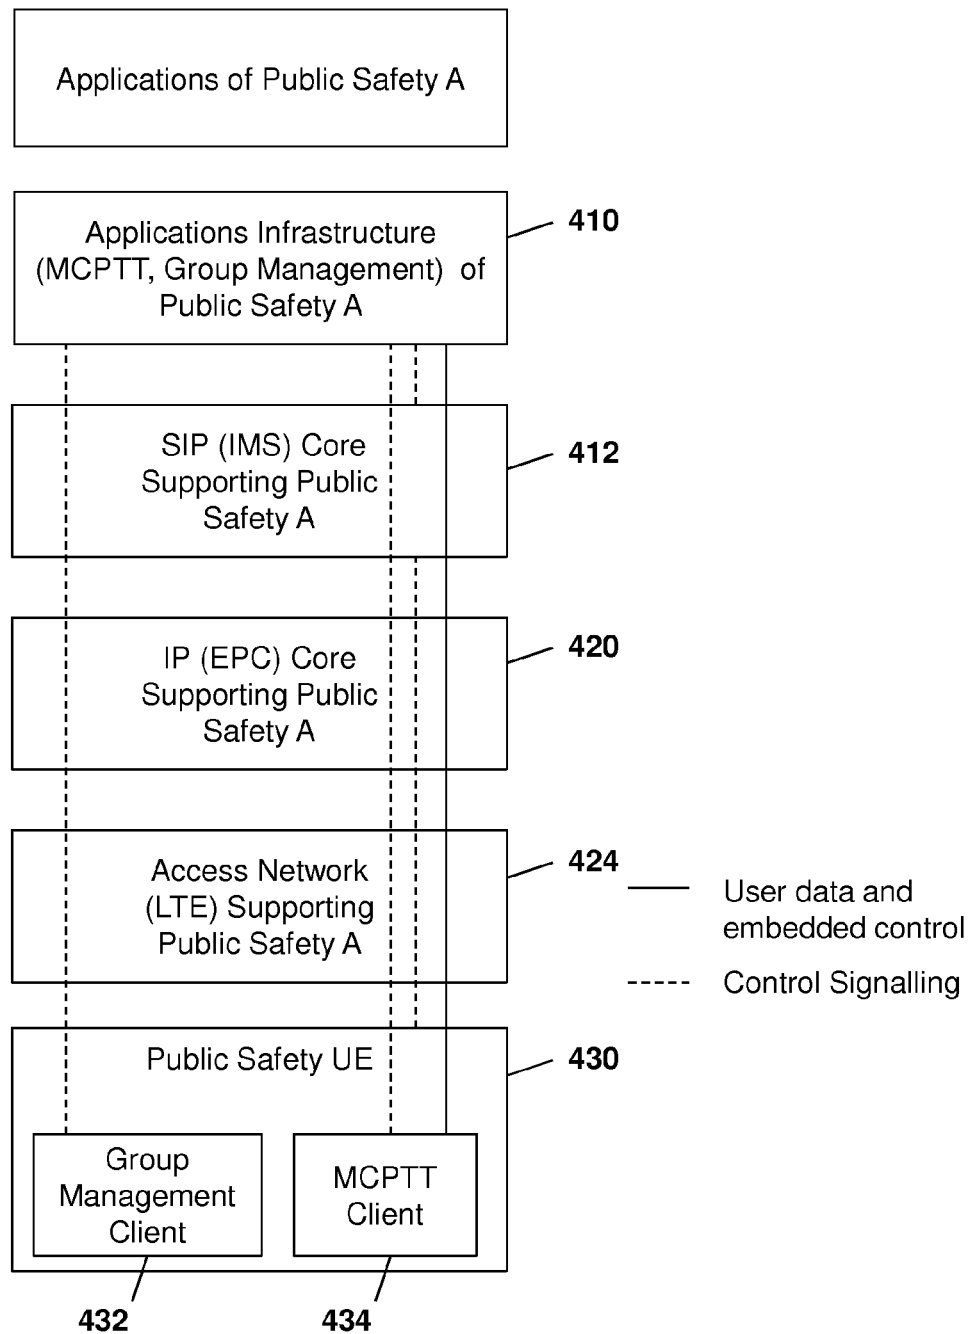 Applications of Public Safety A
Applications Infrastructure
(MCPTT, Group Management) of
Public Safety A
410
SIP (IMS) Core
Supporting Public
Safety A
412
IP (EPC) Core
Supporting Public
Safety A
420
Access Network
(LTE) Supporting
Public Safety A
424
User data and
embedded control
Control Signalling
Public Safety UE
430
Group
Management
Client
MCPTT
Client
432
434